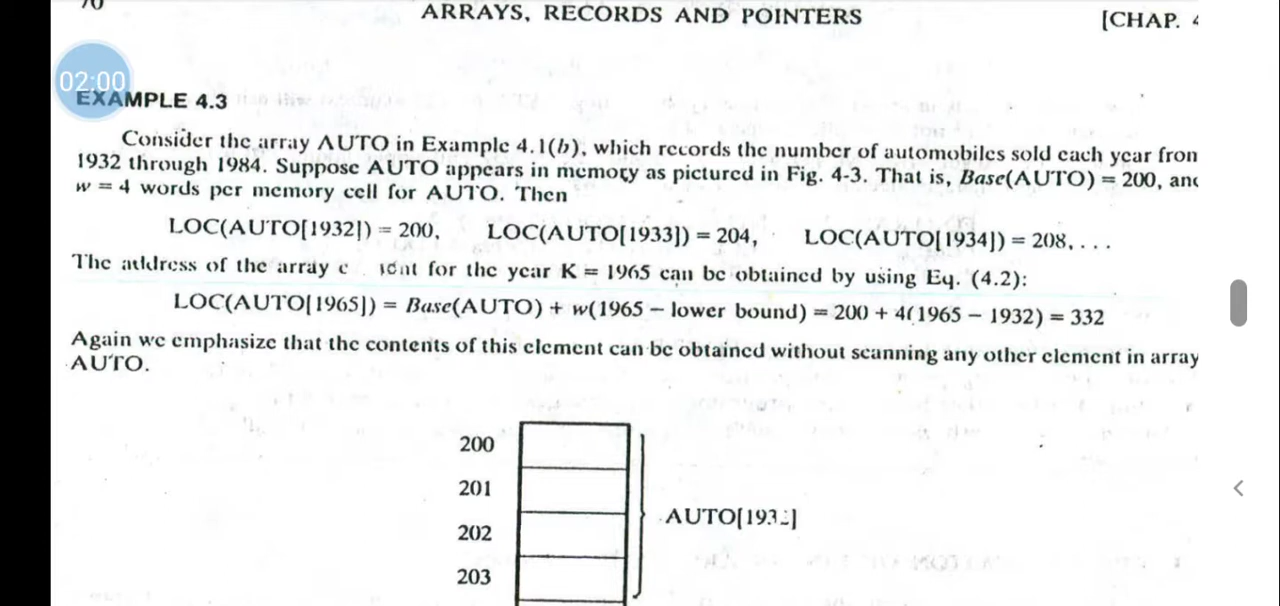 ARRAYS, RECORDS AND POINTERS
[CHAP.
02:00
EXAMPLE 4.3
Consider the array AUTO in Example 4.1(b), which records the number of automobiles sold each year fron
1932 through 1984. Suppose AUTO appears in memory as pictured in Fig. 4-3. That is, Base(AUTO) = 200, and
w = 4 words per memory cell for AUTO. Then
LOC(AUTO[1932]) = 200, LOC(AUTO[1933]) = 204, LOC(AUTO[1934]) = 208, . . .
The address of the array for the year K = 1965 can be obtained by using Eq. (4.2):
LOC(AUTO[1965]) = Base(AUTO) + w(1965 − lower bound) = 200 + 4(1965 − 1932) = 332
Again we emphasize that the contents of this element can be obtained without scanning any other element in array
AUTO.
200
201
202
203